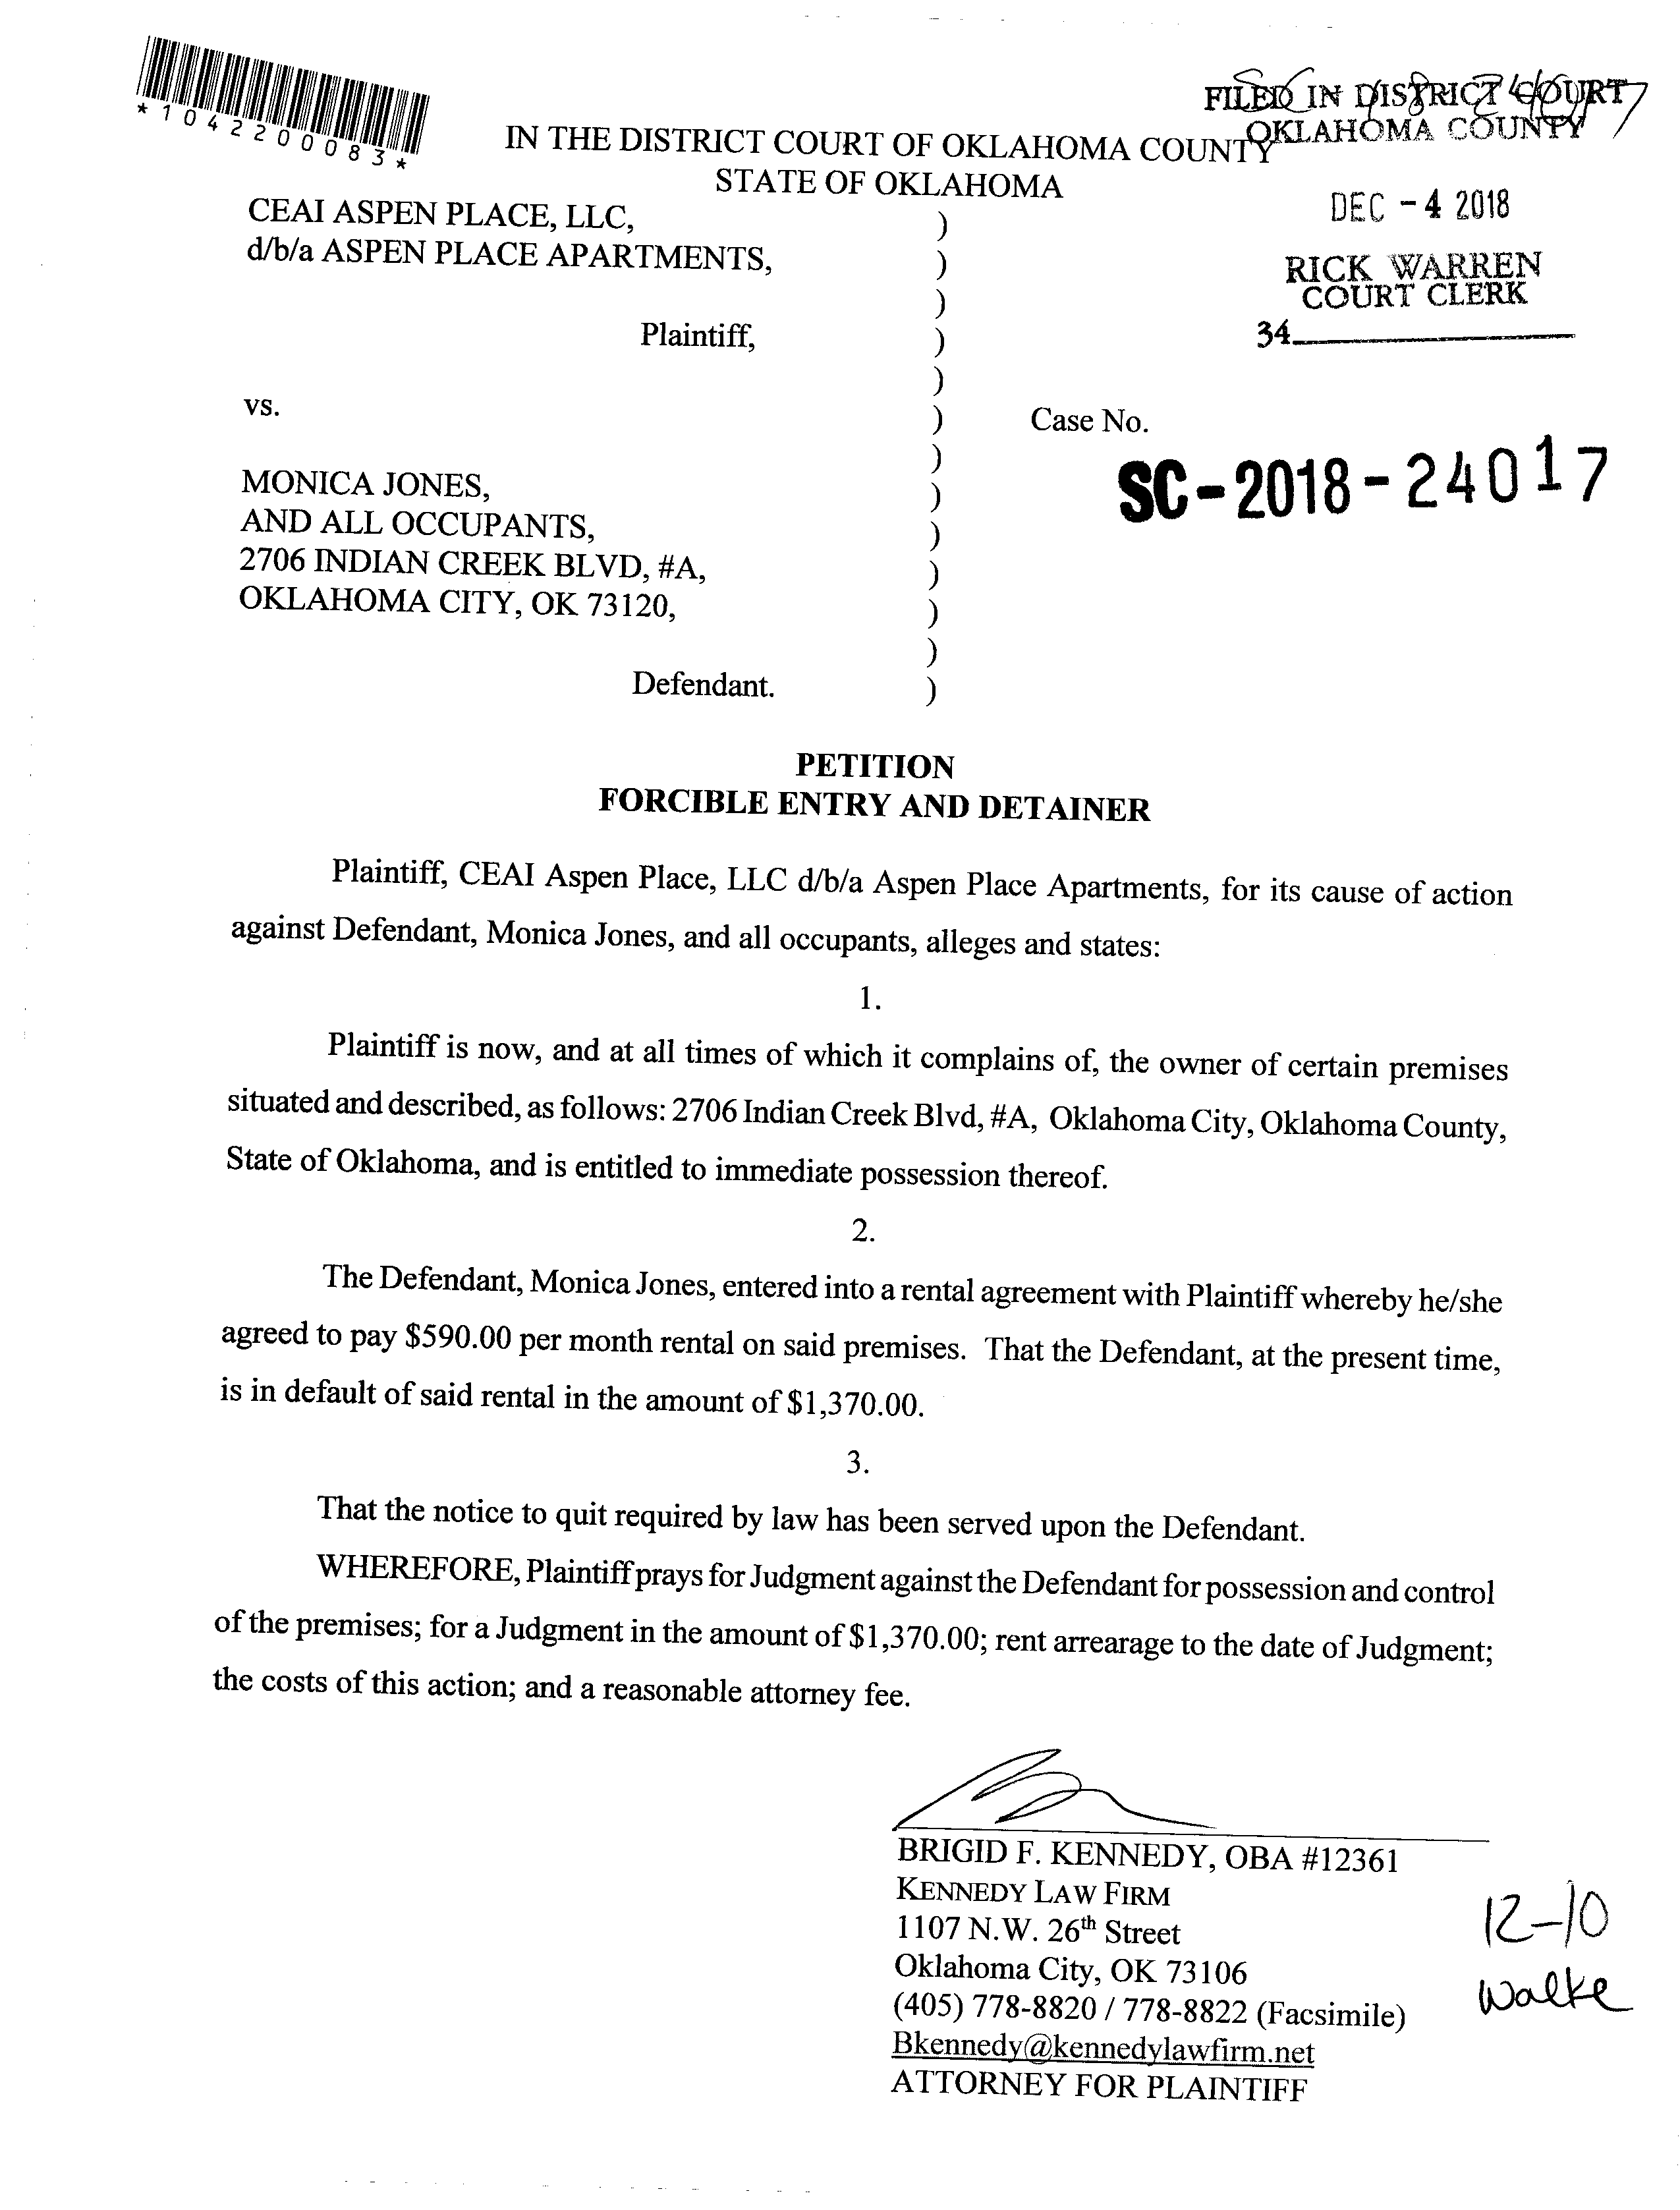 *1042200083*
FILED IN DISTRICT COURT
OKLAHOMA COUNTY
IN THE DISTRICT COURT OF OKLAHOMA COUNTY
STATE OF OKLAHOMA
DEC -4 2018
RICK WARREN
COURT CLERK
34
CEAI ASPEN PLACE, LLC, )
d/b/a ASPEN PLACE APARTMENTS, )
)
Plaintiff, )
)
vs. ) Case No.
)
SC-2018-24017
MONICA JONES, )
AND ALL OCCUPANTS, )
2706 INDIAN CREEK BLVD, #A, )
OKLAHOMA CITY, OK 73120, )
)
Defendant. )
PETITION
FORCIBLE ENTRY AND DETAINER
Plaintiff, CEAI Aspen Place, LLC d/b/a Aspen Place Apartments, for its cause of action
against Defendant, Monica Jones, and all occupants, alleges and states:
1.
Plaintiff is now, and at all times of which it complains of, the owner of certain premises
situated and described, as follows: 2706 Indian Creek Blvd, #A, Oklahoma City, Oklahoma County,
State of Oklahoma, and is entitled to immediate possession thereof.
2.
The Defendant, Monica Jones, entered into a rental agreement with Plaintiff whereby he/she
agreed to pay $590.00 per month rental on said premises. That the Defendant, at the present time,
is in default of said rental in the amount of $1,370.00.
3.
That the notice to quit required by law has been served upon the Defendant.
WHEREFORE, Plaintiff prays for Judgment against the Defendant for possession and control
of the premises; for a Judgment in the amount of $1,370.00; rent arrearage to the date of Judgment;
the costs of this action; and a reasonable attorney fee.
BRIGID F. KENNEDY, OBA #12361
KENNEDY LAW FIRM
1107 N.W. 26th Street
Oklahoma City, OK 73106
(405) 778-8820 / 778-8822 (Facsimile)
Bkennedy@kennedylawfirm.net
ATTORNEY FOR PLAINTIFF
12-10
Walke